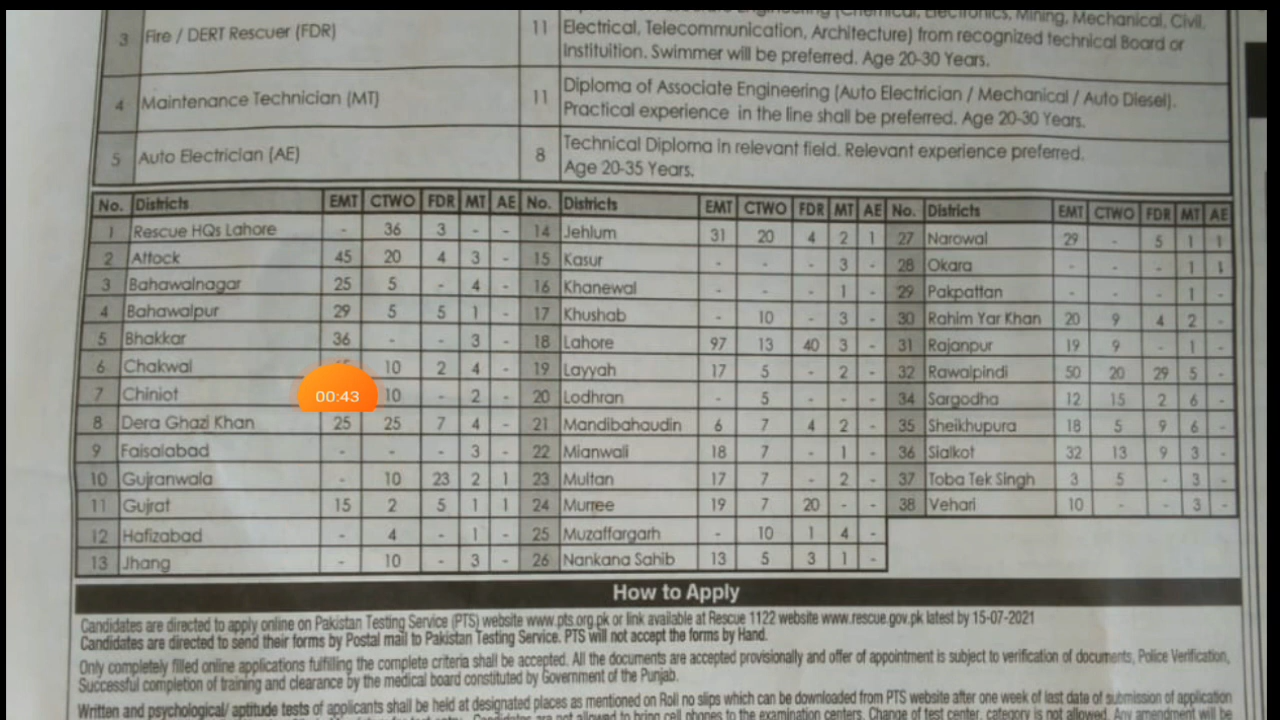 Electrical, Telecommunication, Architecture) from recognized technical Board or
3 Fire / DERT Rescuer (FDR) 11 Instituition. Swimmer will be preferred. Age 20-30 Years.
Diploma of Associate Engineering (Auto Electrician / Mechanical / Auto Diesel).
4 Maintenance Technician (MT) 11 Practical experience in the line shall be preferred. Age 20-30 Years.
Technical Diploma in relevant field. Relevant experience preferred.
5 Auto Electrician (AE) 8 Age 20-35 Years.
No. Districts EMT CTWO FDR MT AE No. Districts EMT CTWO FDR MT AE No. Districts EMT CTWO FDR MT AE
1 Rescue HQs Lahore - 36 3 - - 14 Jehlum 31 20 4 2 1 27 Narowal 29 - 5 1 1
2 Attock 45 20 4 3 - 15 Kasur - - - 3 - 28 Okara - - - 1 1
3 Bahawalnagar 25 5 - 4 - 16 Khanewal - - - 1 - 29 Pakpattan - - - 1 -
4 Bahawalpur 29 5 5 1 - 17 Khushab - 10 - 3 - 30 Rahim Yar Khan 20 9 4 2 -
5 Bhakkar 36 - - 3 - 18 Lahore 97 13 40 3 - 31 Rajanpur 19 9 - 1 -
6 Chakwal 10 2 4 - 19 Layyah 17 5 - 2 - 32 Rawalpindi 50 20 29 5 -
7 Chiniot 00:43 10 - 2 - 20 Lodhran - 5 - - - 34 Sargodha 12 15 2 6 -
8 Dera Ghazi Khan 25 25 7 4 - 21 Mandibahaudin 6 7 4 2 - 35 Sheikhupura 18 5 9 6 -
9 Faisalabad - - - 3 - 22 Mianwali 18 7 - 1 - 36 Sialkot 32 13 9 3 -
10 Gujranwala - 10 23 2 1 23 Multan 17 7 - 2 - 37 Toba Tek Singh 3 5 - 3 -
11 Gujrat 15 2 5 1 1 24 Murree 19 7 20 - - 38 Vehari 10 - - 3 -
12 Hafizabad - 4 - 1 - 25 Muzaffargarh - 10 1 4 -
13 Jhang - 10 - 3 - 26 Nankana Sahib 13 5 3 1 -
How to Apply
Candidates are directed to apply online on Pakistan Testing Service (PTS) website www.pts.org.pk or link available at Rescue 1122 website www.rescue.gov.pk latest by 15-07-2021
Candidates are directed to send their forms by Postal mail to Pakistan Testing Service. PTS will not accept the forms by Hand.
Only completely filled online applications fulfilling the complete criteria shall be accepted. All the documents are accepted provisionally and offer of appointment is subject to verification of documents, Police Verification,
Successful completion of training and clearance by the medical board constituted by Government of the Punjab.
Written and psychological/ aptitude tests of applicants shall be held at designated places as mentioned on Roll no slips which can be downloaded from PTS website after one week of last date of submission of application